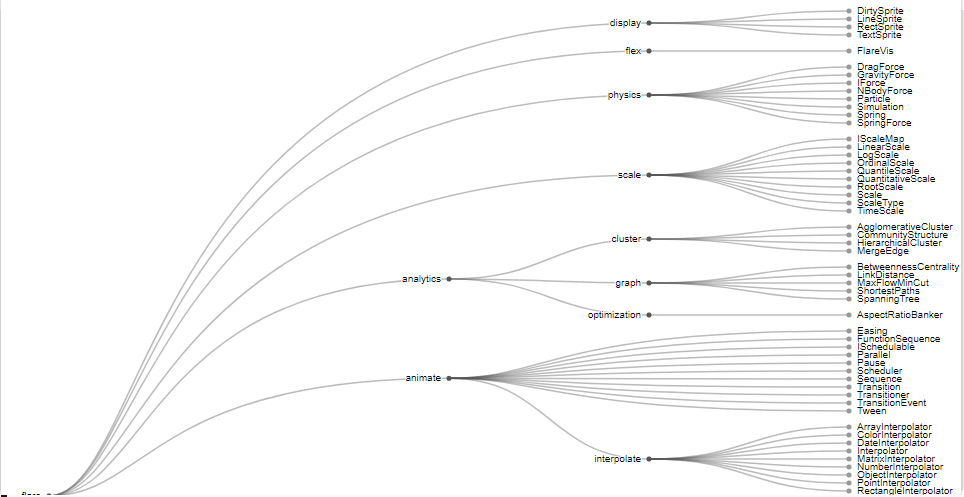 DirtySprite
LineSprite
display
RectSprite
TextSprite
flex
FlareVis
DragForce
GravityForce
IForce
NBodyForce
physics
Particle
Simulation
Spring
SpringForce
IScaleMap
LinearScale
LogScale
OrdinalScale
QuantileScale
scale
QuantitativeScale
RootScale
Scale
ScaleType
TimeScale
AgglomerativeCluster
CommunityStructure
cluster
HierarchicalCluster
MergeEdge
BetweennessCentrality
LinkDistance
analytics
graph
MaxFlowMinCut
ShortestPaths
SpanningTree
optimization
AspectRatioBanker
Easing
FunctionSequence
ISchedulable
Parallel
Pause
Scheduler
animate
Sequence
Transition
Transitioner
TransitionEvent
Tween
ArrayInterpolator
ColorInterpolator
DateInterpolator
Interpolator
interpolate
MatrixInterpolator
NumberInterpolator
ObjectInterpolator
PointInterpolator
RectangleInterpolator